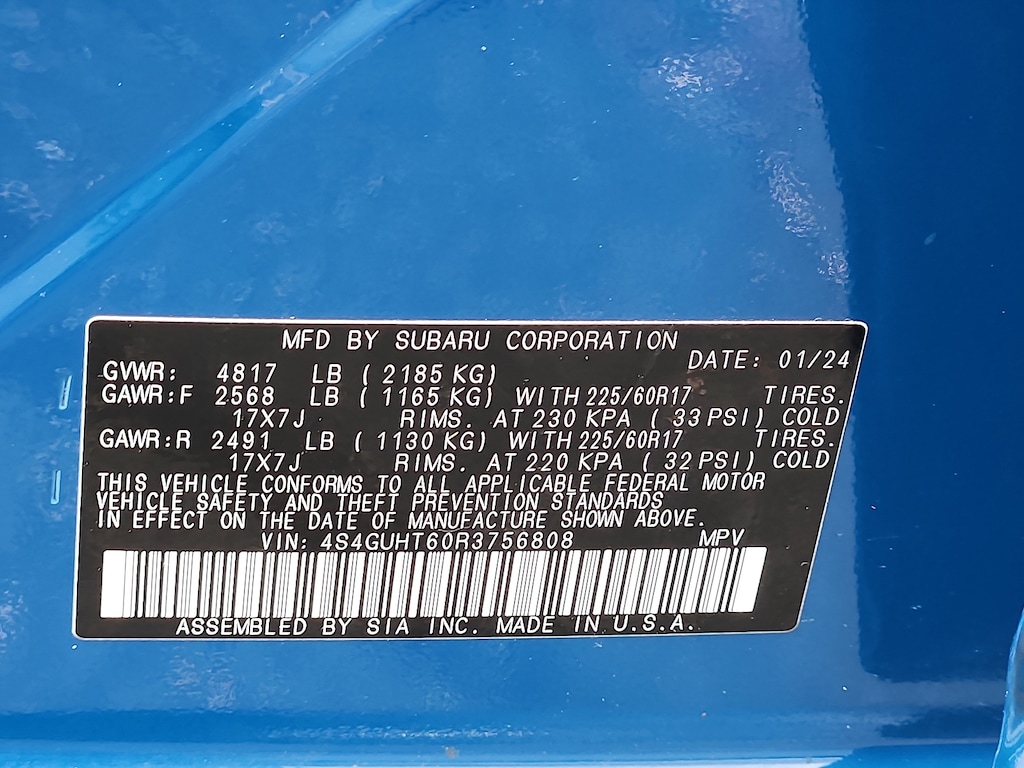 MFD BY SUBARU CORPORATION
DATE: 01/24
GVWR: 4817 LB ( 2185 KG)
GAWR:F 2568 LB ( 1165 KG) WITH 225/60R17 TIRES.
17X7J RIMS. AT 230 KPA ( 33 PSI) COLD
GAWR:R 2491 LB ( 1130 KG) WITH 225/60R17 TIRES.
17X7J RIMS. AT 220 KPA ( 32 PSI) COLD
THIS VEHICLE CONFORMS TO ALL APPLICABLE FEDERAL MOTOR
VEHICLE SAFETY AND THEFT PREVENTION STANDARDS
IN EFFECT ON THE DATE OF MANUFACTURE SHOWN ABOVE.
VIN: 4S4GUHT60R3756808 MPV
ASSEMBLED BY SIA INC. MADE IN U.S.A.